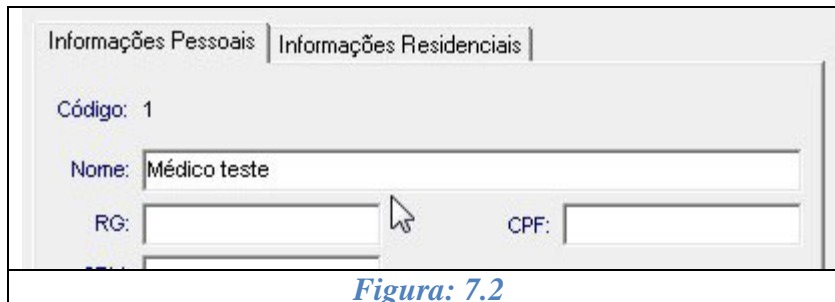 Informações Pessoais Informações Residenciais
Código: 1
Nome: Médico teste
RG: CPF:
Figura: 7.2